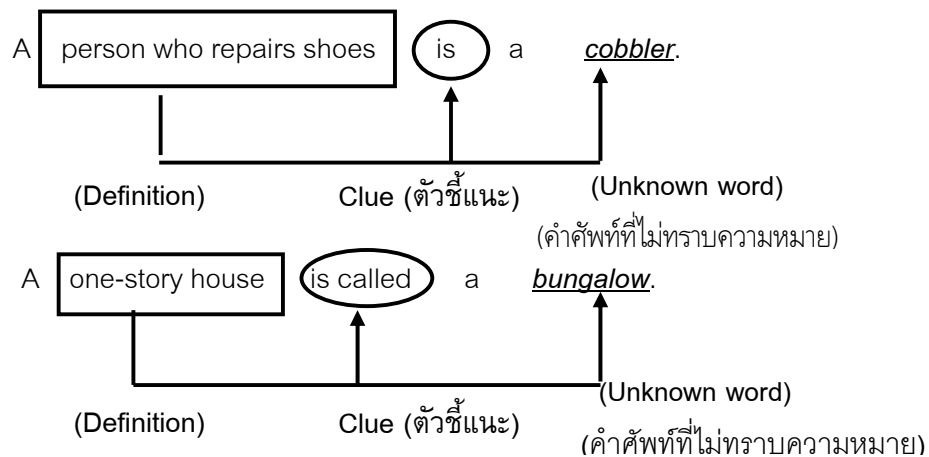 A person who repairs shoes is a cobbler.
(Definition) Clue (ตัวชี้แนะ) (Unknown word)
(คำศัพท์ที่ไม่ทราบความหมาย)
A one-story house is called a bungalow.
(Definition) Clue (ตัวชี้แนะ) (Unknown word)
(คำศัพท์ที่ไม่ทราบความหมาย)